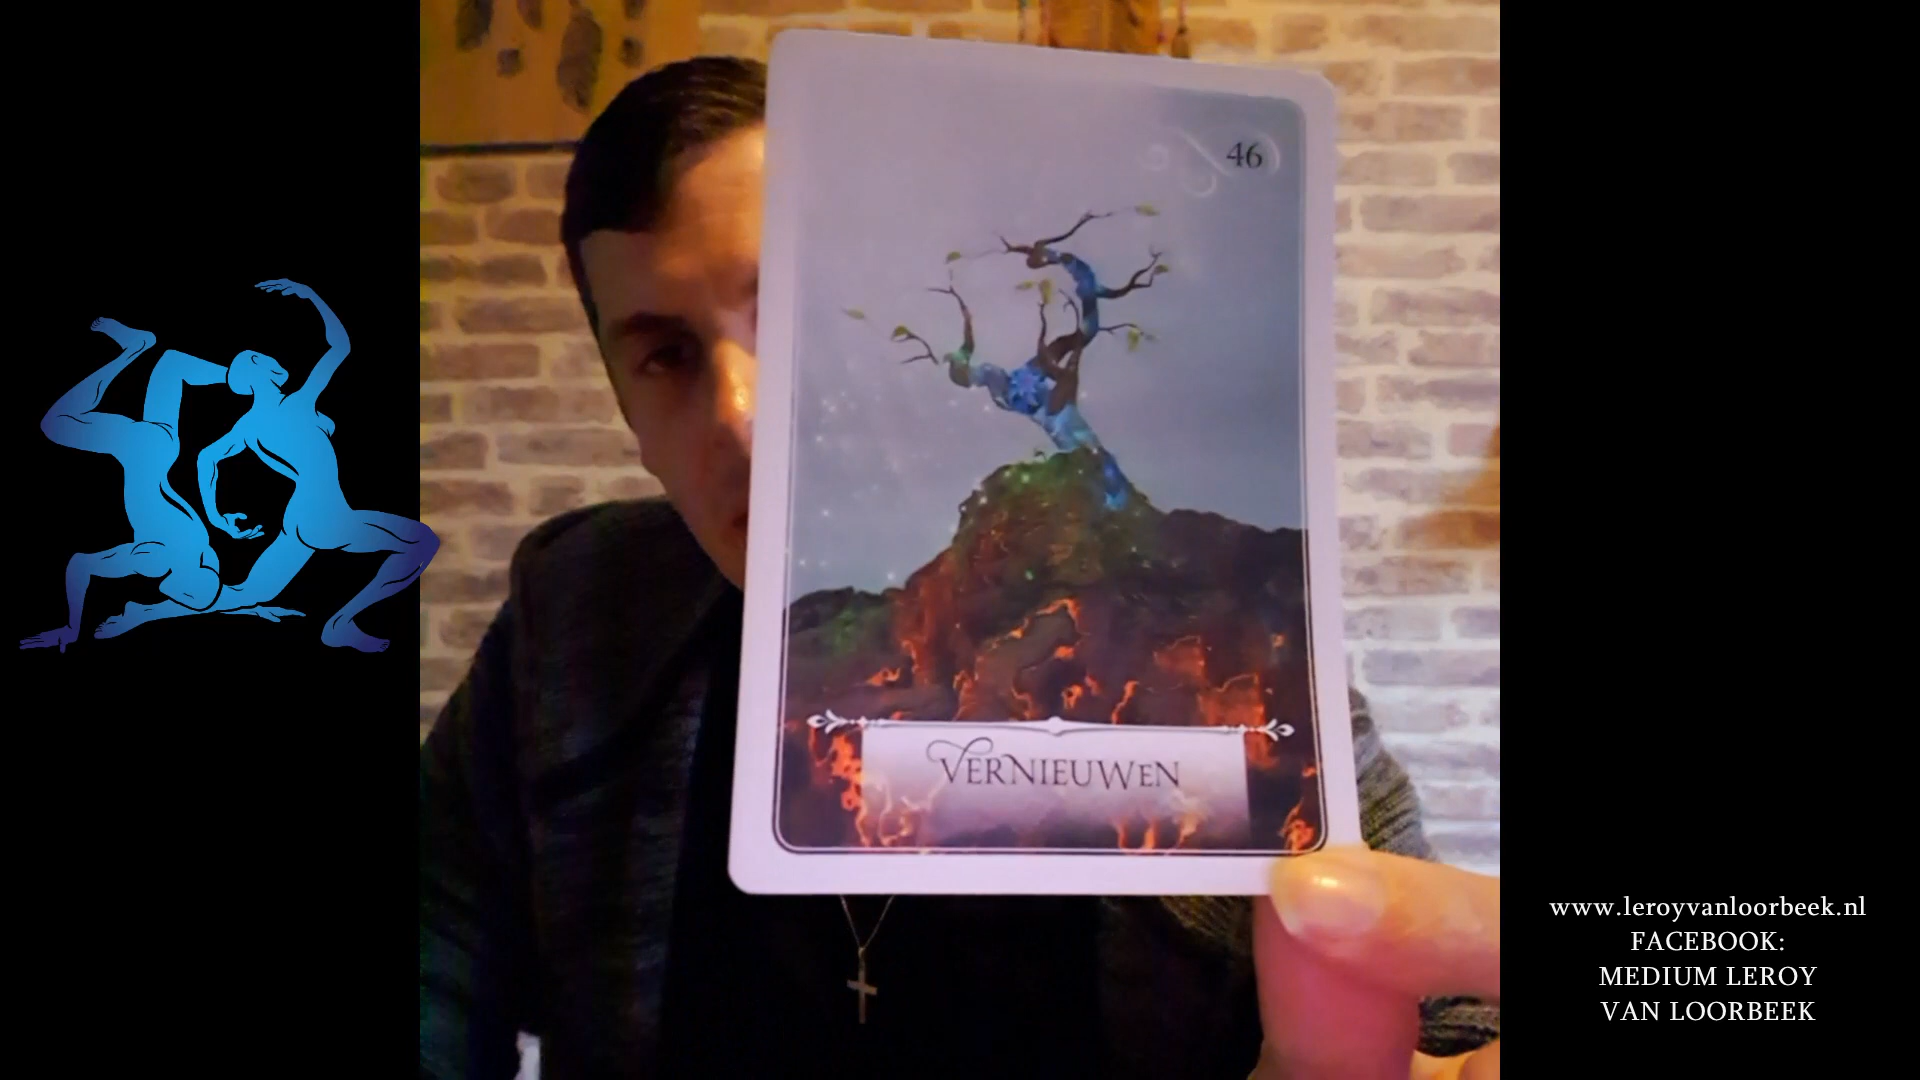 46
VERNIEUWEN
www.leroyvanloorbeek.nl
FACEBOOK:
MEDIUM LEROY
VAN LOORBEEK